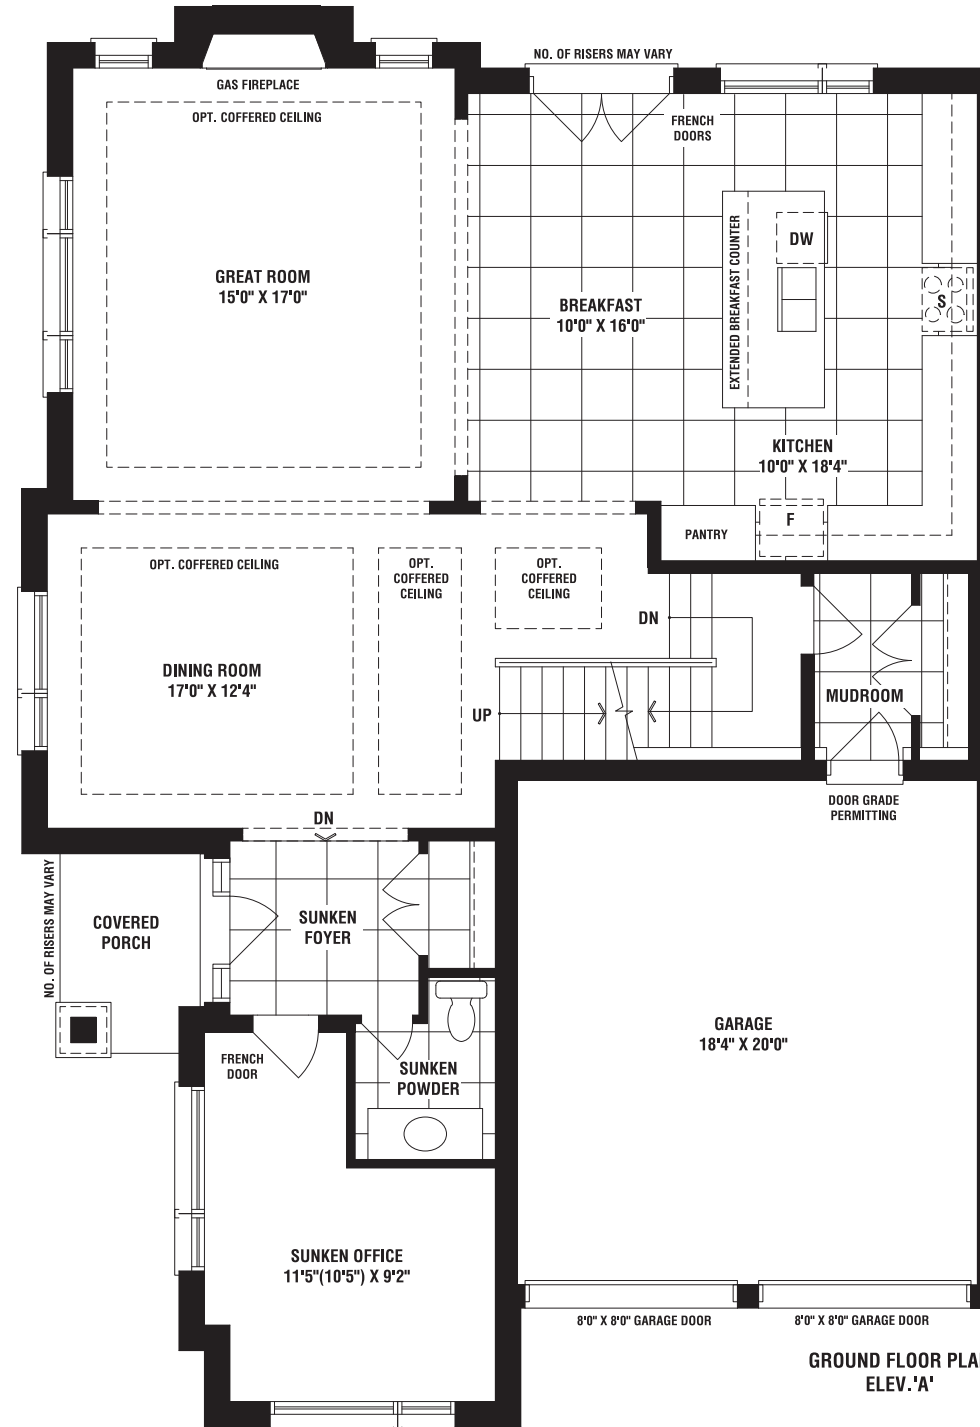 NO. OF RISERS MAY VARY
GAS FIREPLACE
OPT. COFFERED CEILING
FRENCH
DOORS
GREAT ROOM
15'0" X 17'0"
BREAKFAST
10'0" X 16'0"
EXTENDED BREAKFAST COUNTER
DW
S
KITCHEN
10'0" X 18'4"
PANTRY
F
OPT. COFFERED CEILING
OPT.
COFFERED
CEILING
OPT.
COFFERED
CEILING
DN
DINING ROOM
17'0" X 12'4"
UP
MUDROOM
DOOR GRADE
PERMITTING
DN
NO. OF RISERS MAY VARY
COVERED
PORCH
SUNKEN
FOYER
FRENCH
DOOR
SUNKEN
POWDER
GARAGE
18'4" X 20'0"
SUNKEN OFFICE
11'5"(10'5") X 9'2"
8'0" X 8'0" GARAGE DOOR
8'0" X 8'0" GARAGE DOOR
GROUND FLOOR PLA
ELEV.'A'